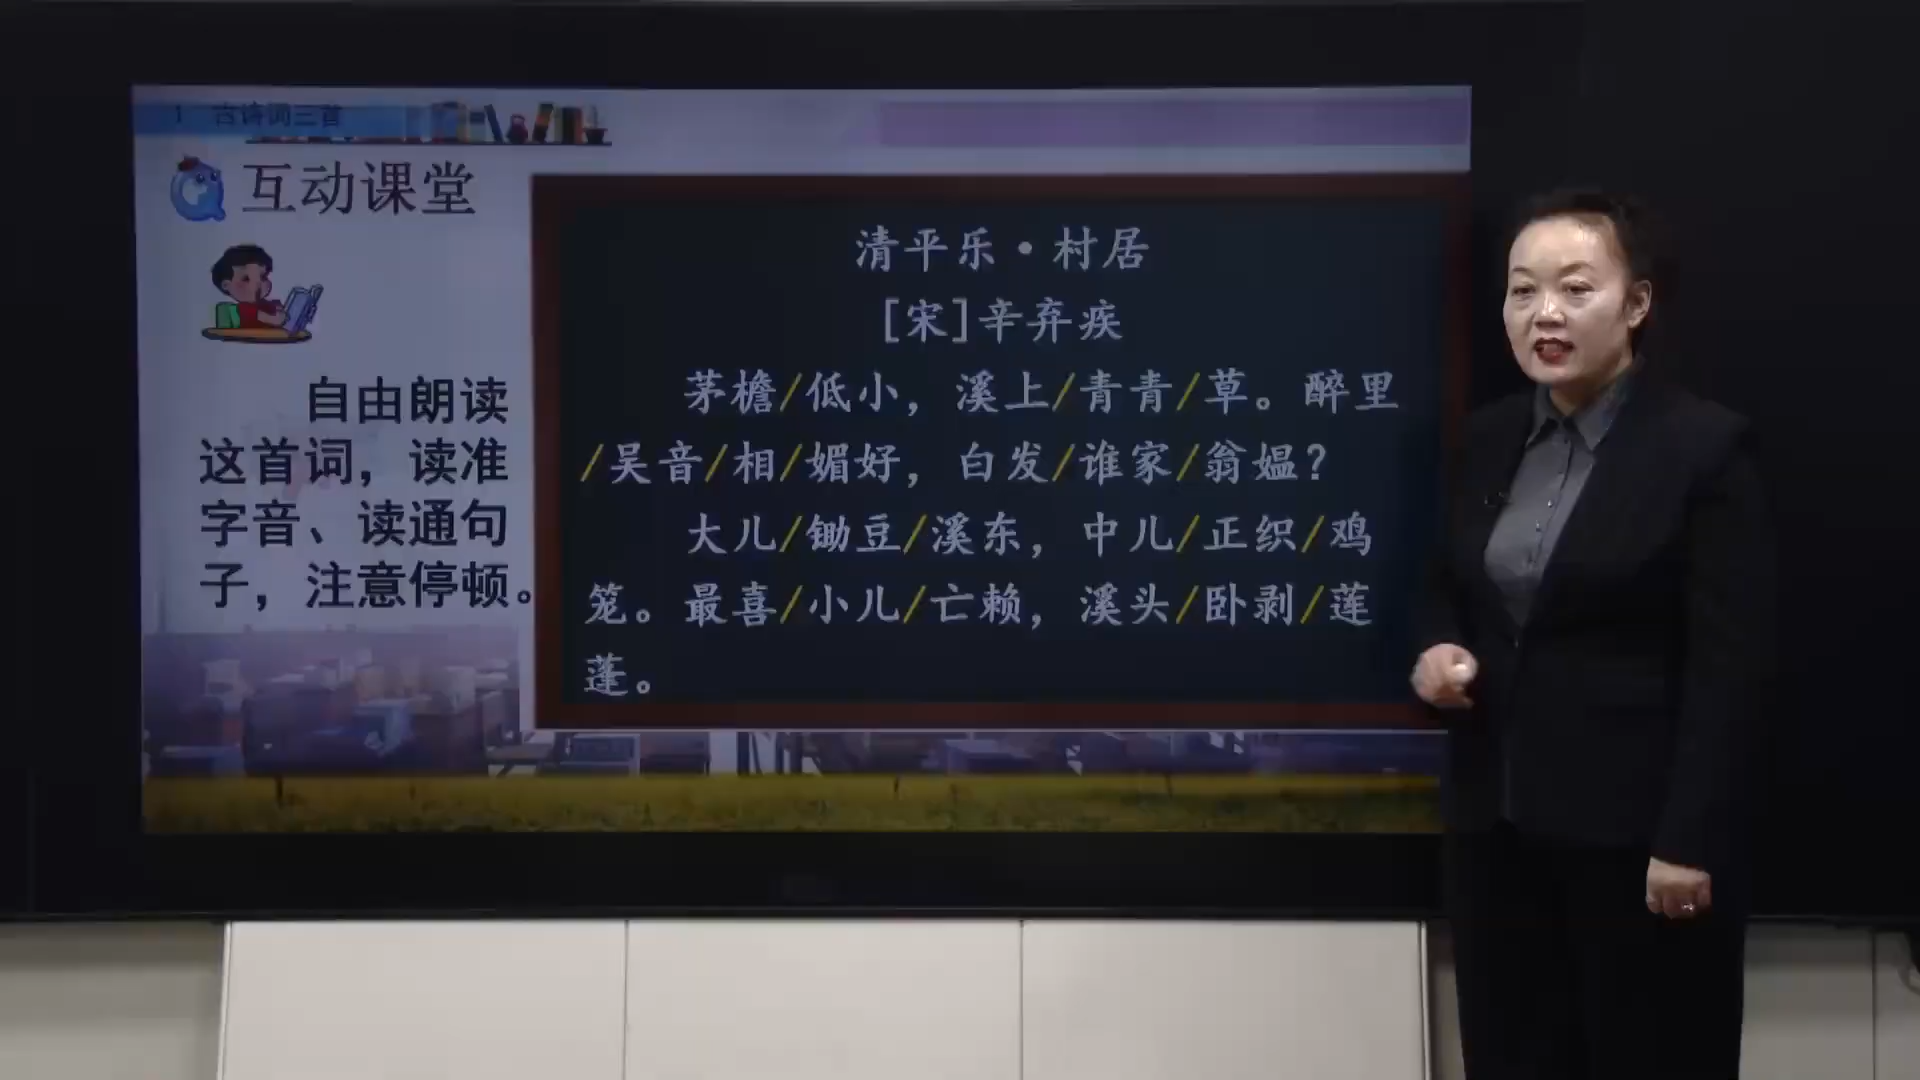 1 古诗词三首
互动课堂
自由朗读
这首词，读准
字音、读通句
子，注意停顿。
清平乐·村居
[宋]辛弃疾
茅檐/低小，溪上/青青/草。醉里
/吴音/相/媚好，白发/谁家/翁媪？
大儿/锄豆/溪东，中儿/正织/鸡
笼。最喜/小儿/亡赖，溪头/卧剥/莲
蓬。